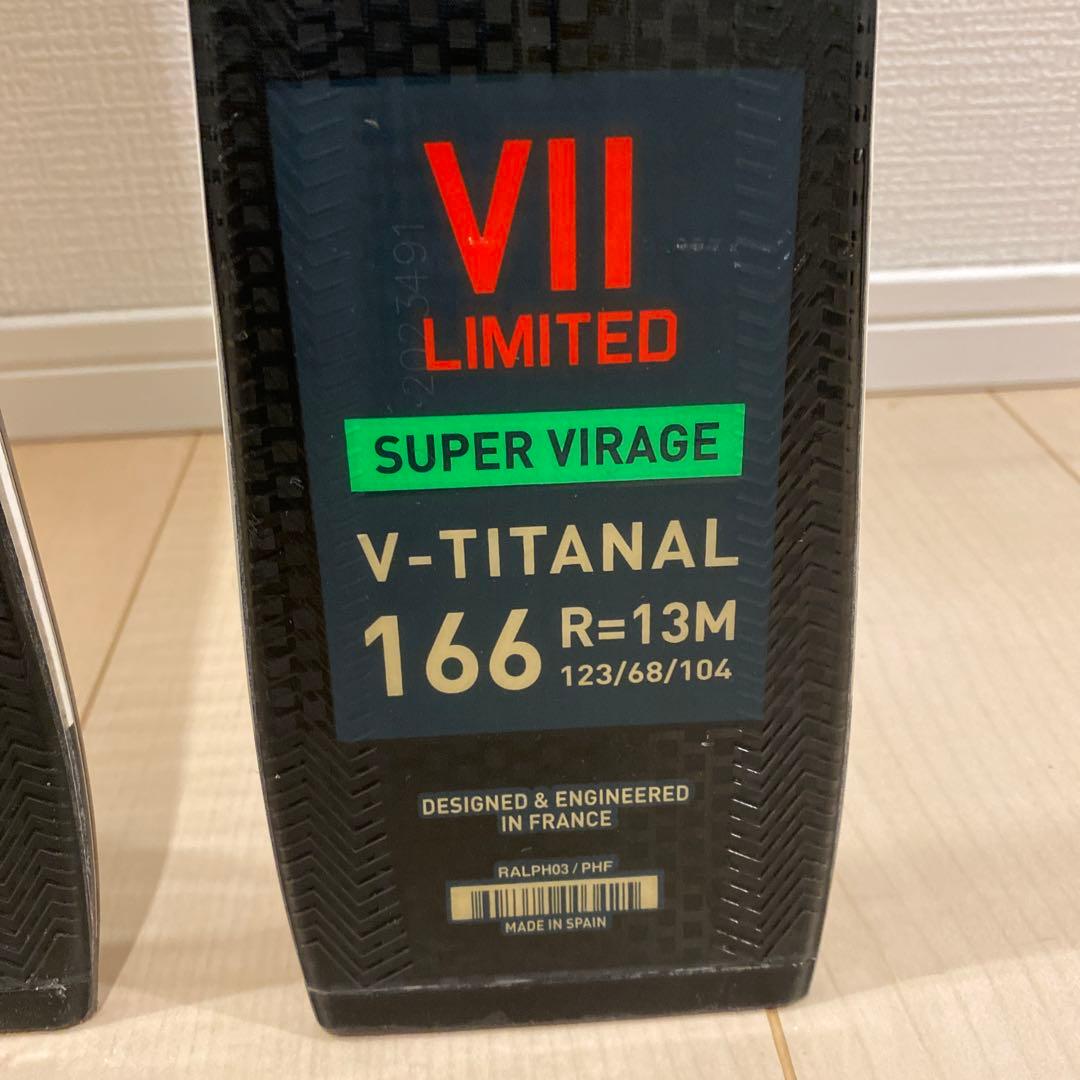 VII
LIMITED
2023491
SUPER VIRAGE
V-TITANAL
166
R=13M
123/68/104
DESIGNED & ENGINEERED
IN FRANCE
RALPH03 / PHF
MADE IN SPAIN